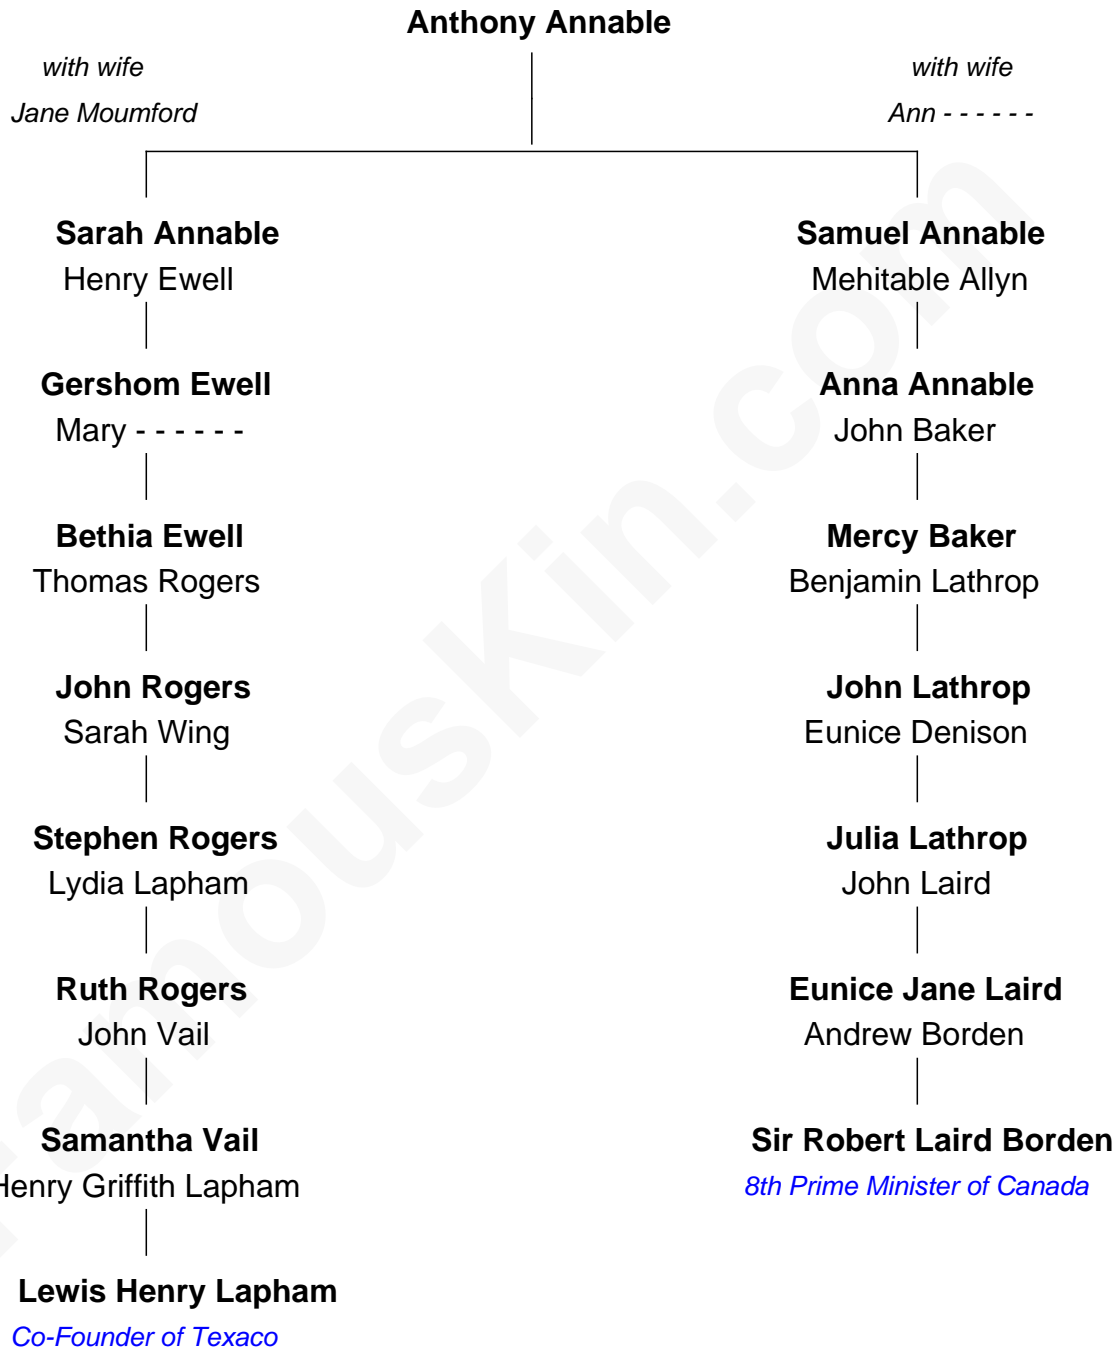 Anthony Annable
with wife
Jane Moumford
with wife
Ann - - - - - -
Sarah Annable
Henry Ewell
Samuel Annable
Mehitable Allyn
Gershom Ewell
Mary - - - - - -
Anna Annable
John Baker
Bethia Ewell
Thomas Rogers
Mercy Baker
Benjamin Lathrop
John Rogers
Sarah Wing
John Lathrop
Eunice Denison
Stephen Rogers
Lydia Lapham
Julia Lathrop
John Laird
Ruth Rogers
John Vail
Eunice Jane Laird
Andrew Borden
Samantha Vail
Henry Griffith Lapham
Sir Robert Laird Borden
8th Prime Minister of Canada
Lewis Henry Lapham
Co-Founder of Texaco
FamousKin.com